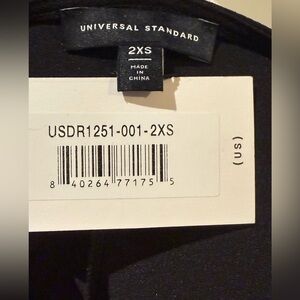 UNIVERSAL STANDARD
2XS
MADE
IN
CHINA
USDR1251-001-2XS
(US)
8 40264 77175 5